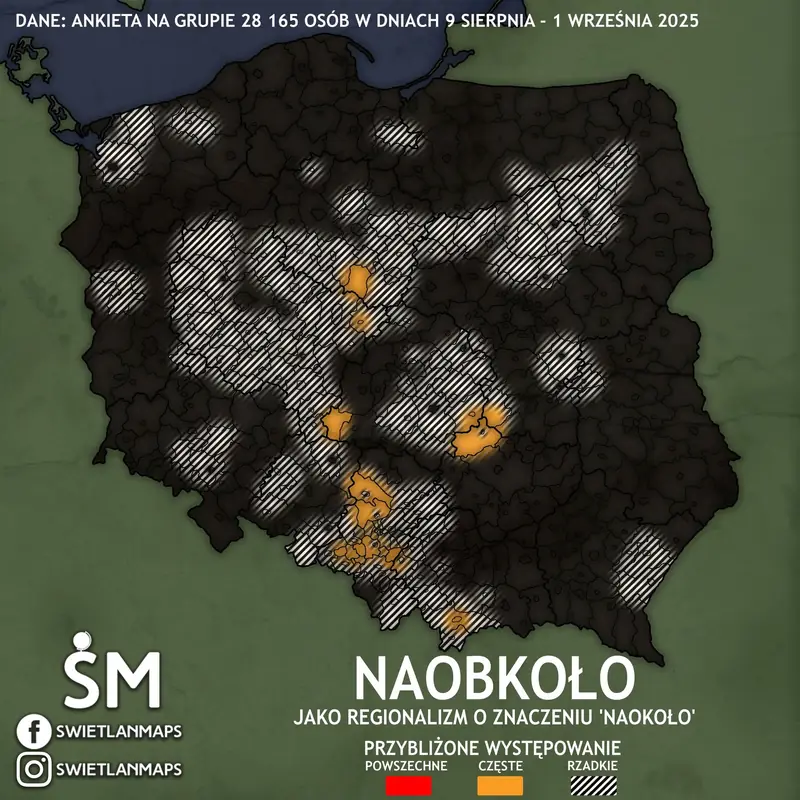 DANE: ANKIETA NA GRUPIE 28 165 OSÓB W DNIACH 9 SIERPNIA - 1 WRZEŚNIA 2025
ŚM
SWIETLANMAPS
SWIETLANMAPS
NAOBKOŁO
JAKO REGIONALIZM O ZNACZENIU 'NAOKOŁO'
PRZYBLIŻONE WYSTĘPOWANIE
POWSZECHNE CZĘSTE RZADKIE